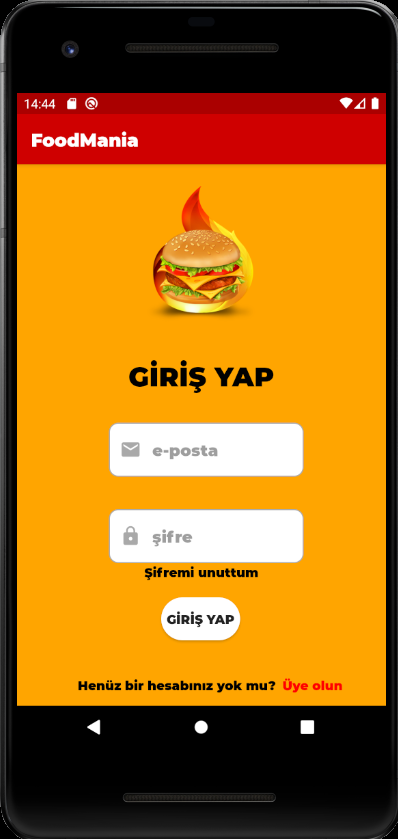 14:44
FoodMania
GİRİŞ YAP
e-posta
şifre
Şifremi unuttum
GİRİŞ YAP
Henüz bir hesabınız yok mu? Üye olun